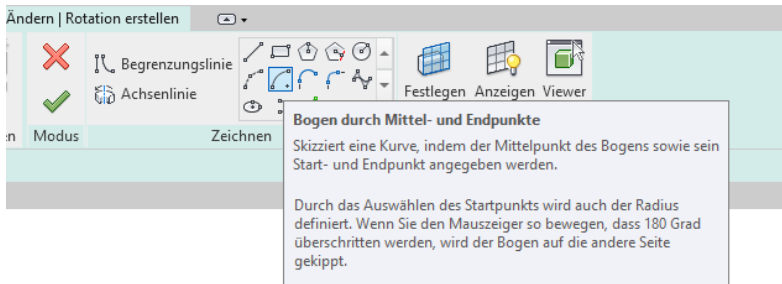 Ändern | Rotation erstellen
Begrenzungslinie
Achsenlinie
Festlegen Anzeigen Viewer
en Modus Zeichnen
Bogen durch Mittel- und Endpunkte
Skizziert eine Kurve, indem der Mittelpunkt des Bogens sowie sein
Start- und Endpunkt angegeben werden.
Durch das Auswählen des Startpunkts wird auch der Radius
definiert. Wenn Sie den Mauszeiger so bewegen, dass 180 Grad
überschritten werden, wird der Bogen auf die andere Seite
gekippt.